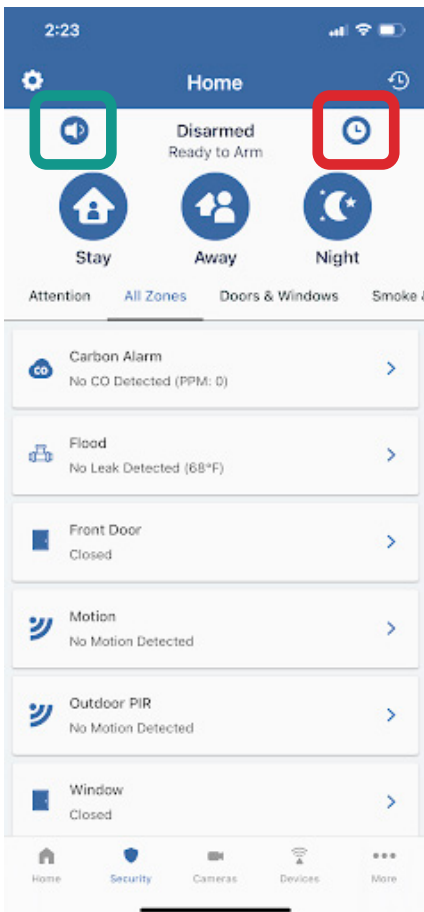 2:23
Home
Disarmed
Ready to Arm
Stay Away Night
Attention All Zones Doors & Windows Smoke &
CO
Carbon Alarm
No CO Detected (PPM: 0)
Flood
No Leak Detected (68°F)
Front Door
Closed
Motion
No Motion Detected
Outdoor PIR
No Motion Detected
Window
Closed
Home Security Cameras Devices More